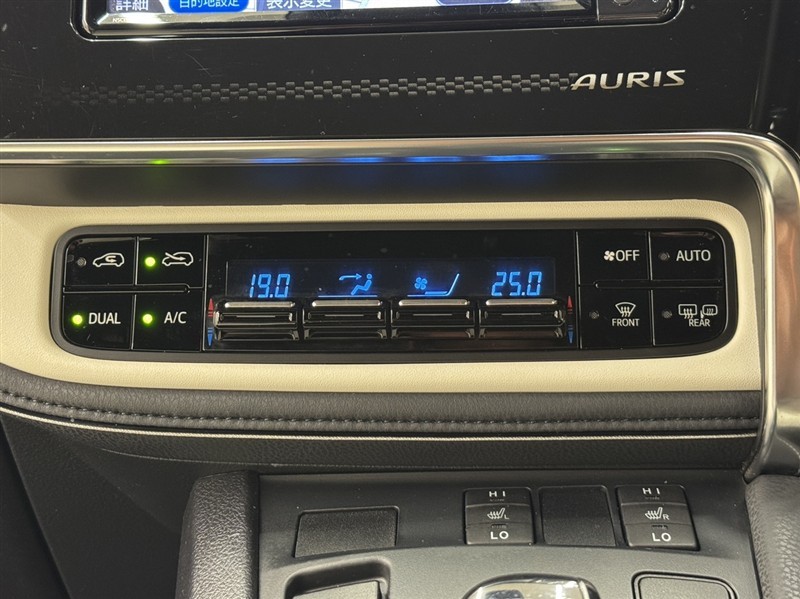 詳細 目的地設定 表示変更
AURIS
19.0 25.0
OFF AUTO
DUAL A/C
FRONT REAR
HI HI
L R
LO LO